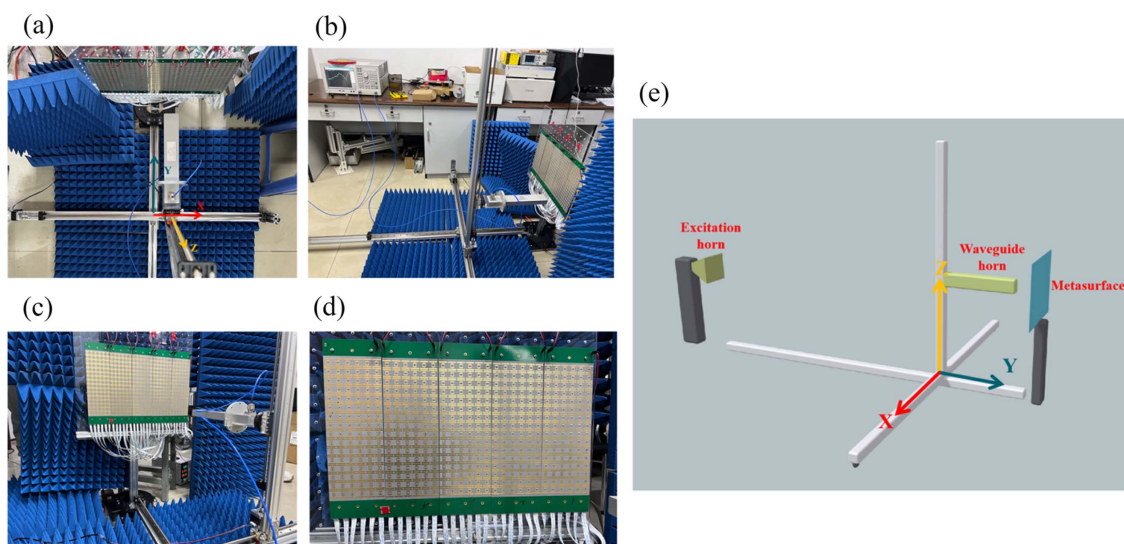 (a)
(b)
(c)
(d)
(e)
X
Y
Z
Excitation
horn
Waveguide
horn
Metasurface
Z
Y
X